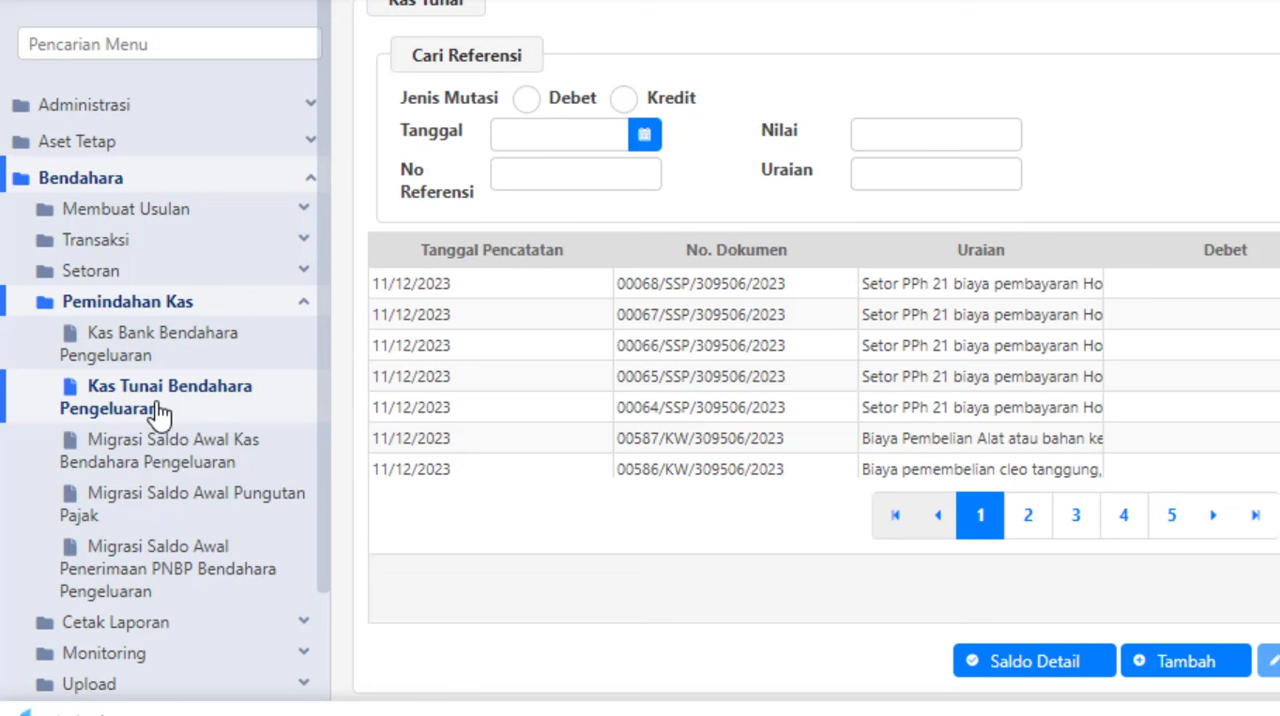 Pencarian Menu
Administrasi
Aset Tetap
Bendahara
Membuat Usulan
Transaksi
Setoran
Pemindahan Kas
Kas Bank Bendahara
Pengeluaran
Kas Tunai Bendahara
Pengeluaran
Migrasi Saldo Awal Kas
Bendahara Pengeluaran
Migrasi Saldo Awal Pungutan
Pajak
Migrasi Saldo Awal
Penerimaan PNBP Bendahara
Pengeluaran
Cetak Laporan
Monitoring
Upload
Kas Tunai
Cari Referensi
Jenis Mutasi Debet Kredit
Tanggal Nilai
No Uraian
Referensi
Tanggal Pencatatan No. Dokumen Uraian Debet
11/12/2023 00068/SSP/309506/2023 Setor PPh 21 biaya pembayaran Ho
11/12/2023 00067/SSP/309506/2023 Setor PPh 21 biaya pembayaran Ho
11/12/2023 00066/SSP/309506/2023 Setor PPh 21 biaya pembayaran Ho
11/12/2023 00065/SSP/309506/2023 Setor PPh 21 biaya pembayaran Ho
11/12/2023 00064/SSP/309506/2023 Setor PPh 21 biaya pembayaran Ho
11/12/2023 00587/KW/309506/2023 Biaya Pembelian Alat atau bahan ke
11/12/2023 00586/KW/309506/2023 Biaya pemembelian cleo tanggung,
1 2 3 4 5
Saldo Detail Tambah